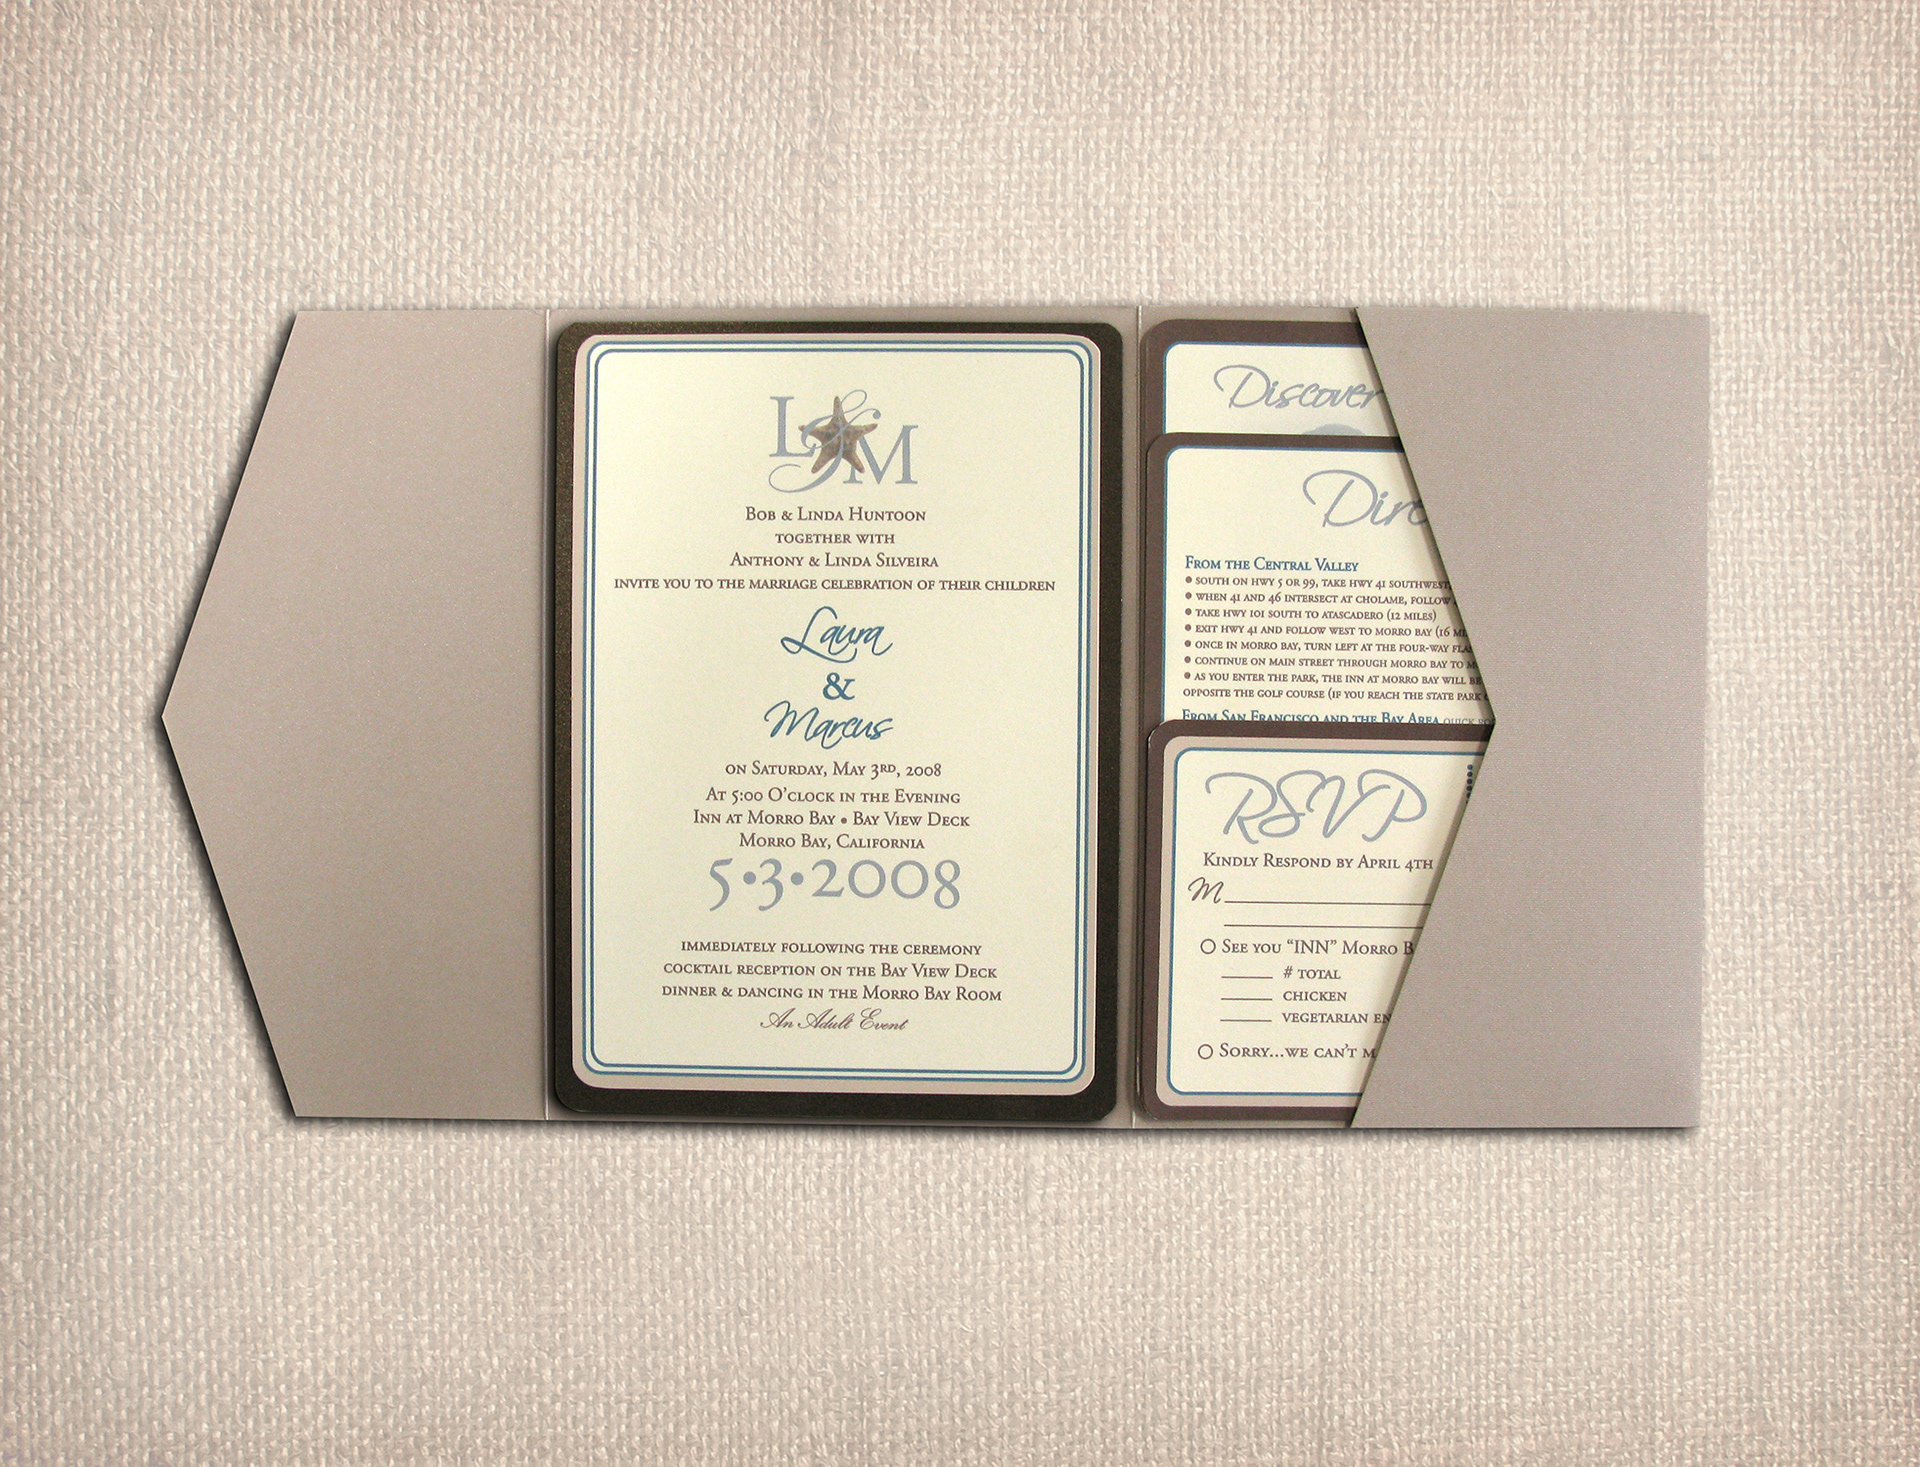 L & M
Bob & Linda Huntoon
together with
Anthony & Linda Silveira
invite you to the marriage celebration of their children
Laura
&
Marcus
on Saturday, May 3rd, 2008
At 5:00 O'clock in the Evening
Inn at Morro Bay • Bay View Deck
Morro Bay, California
5•3•2008
immediately following the ceremony
cocktail reception on the Bay View Deck
dinner & dancing in the Morro Bay Room
An Adult Event
Discover
Dire
From the Central Valley
• south on Hwy 5 or 99, take Hwy 41 southwest
• when 41 and 46 intersect at Cholame, follow
• take Hwy 101 south to Atascadero (12 miles)
• exit Hwy 41 and follow west to Morro Bay (16 mi
• once in Morro Bay, turn left at the four-way fla
• continue on Main Street through Morro Bay to M
• as you enter the park, the Inn at Morro Bay will be
opposite the golf course (if you reach the state park
From San Francisco and the Bay Area quick
RSVP
Kindly Respond by April 4th
M
See you "INN" Morro B
# total
chicken
vegetarian en
Sorry...we can't m